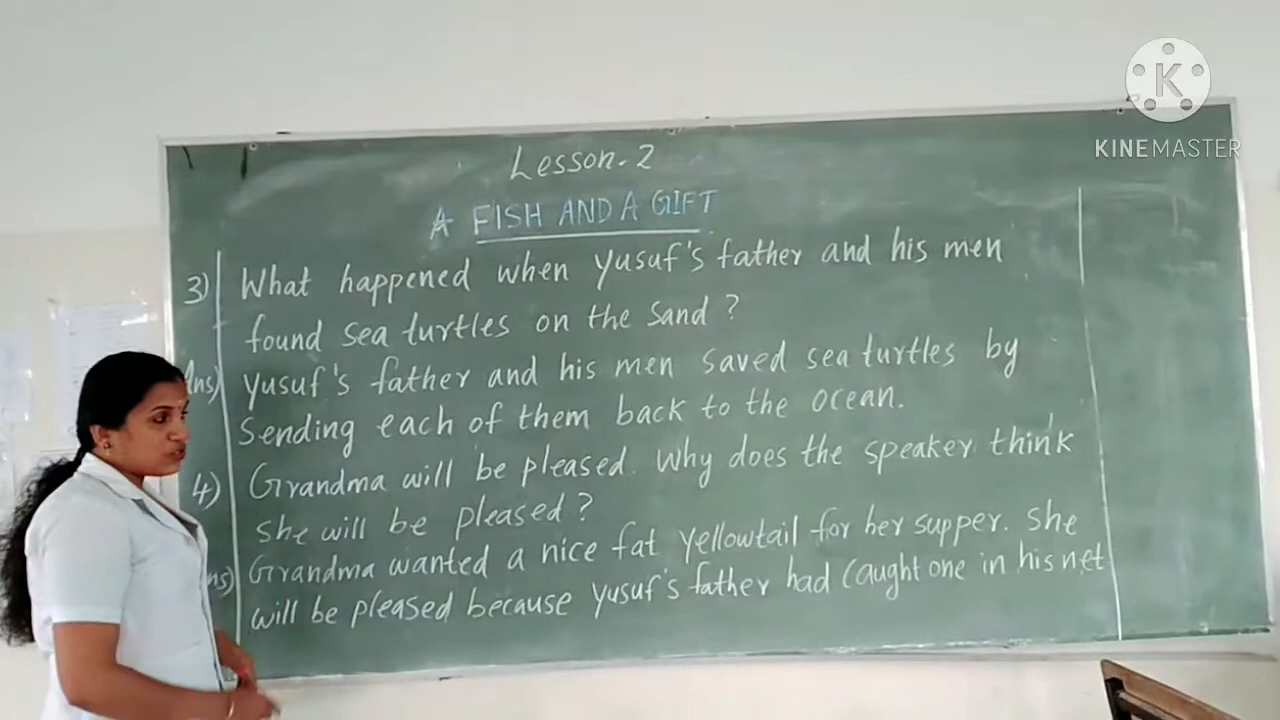 KINEMASTER
Lesson-2
A FISH AND A GIFT
3) What happened when Yusuf's father and his men
found sea turtles on the sand?
Ans) Yusuf's father and his men saved sea turtles by
sending each of them back to the ocean.
4) Grandma will be pleased. Why does the speaker think
she will be pleased?
ns) Grandma wanted a nice fat yellowtail for her supper. She
will be pleased because Yusuf's father had caught one in his net